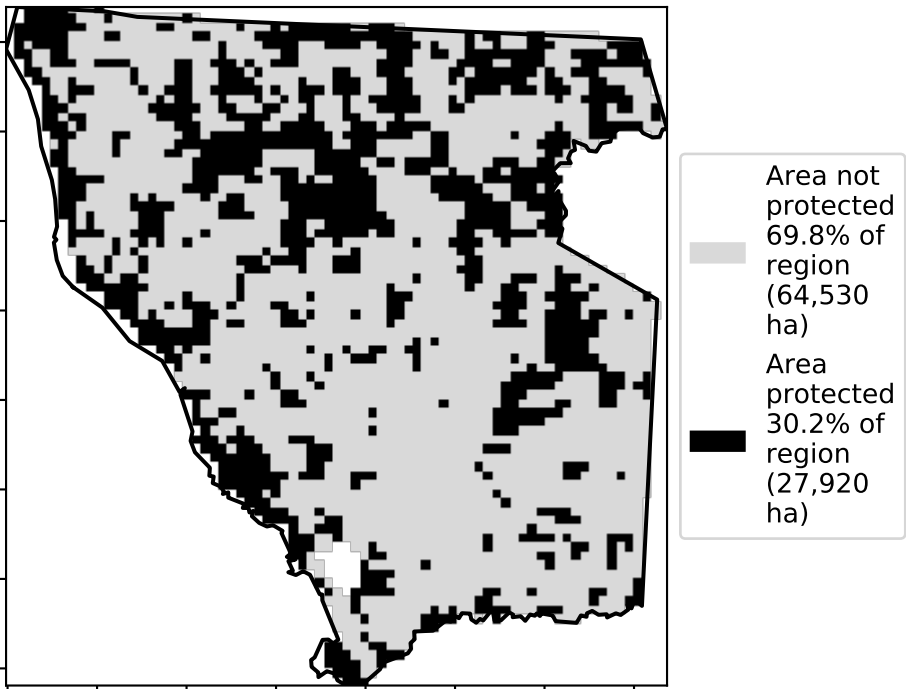 Area not
protected
69.8% of
region
(64,530
ha)
Area
protected
30.2% of
region
(27,920
ha)